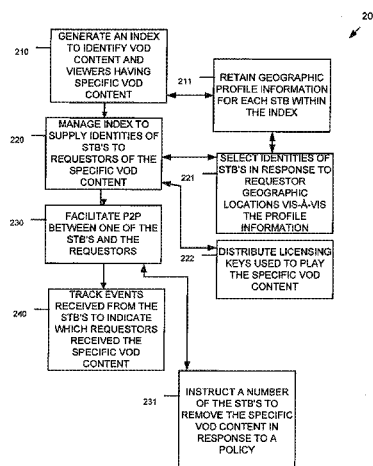 20
210
GENERATE AN INDEX
TO IDENTIFY VOD
CONTENT AND
VIEWERS HAVING
SPECIFIC VOD
CONTENT
211
RETAIN GEOGRAPHIC
PROFILE INFORMATION
FOR EACH STB WITHIN
THE INDEX
220
MANAGE INDEX TO
SUPPLY IDENTITIES OF
STB'S TO
REQUESTORS OF THE
SPECIFIC VOD
CONTENT
221
SELECT IDENTITIES OF
STB'S IN RESPONSE TO
REQUESTOR
GEOGRAPHIC
LOCATIONS VIS-À-VIS
THE PROFILE
INFORMATION
230
FACILITATE P2P
BETWEEN ONE OF THE
STB'S AND THE
REQUESTORS
222
DISTRIBUTE LICENSING
KEYS USED TO PLAY
THE SPECIFIC VOD
CONTENT
240
TRACK EVENTS
RECEIVED FROM THE
STB'S TO INDICATE
WHICH REQUESTORS
RECEIVED THE
SPECIFIC VOD
CONTENT
231
INSTRUCT A NUMBER
OF THE STB'S TO
REMOVE THE SPECIFIC
VOD CONTENT IN
RESPONSE TO A
POLICY